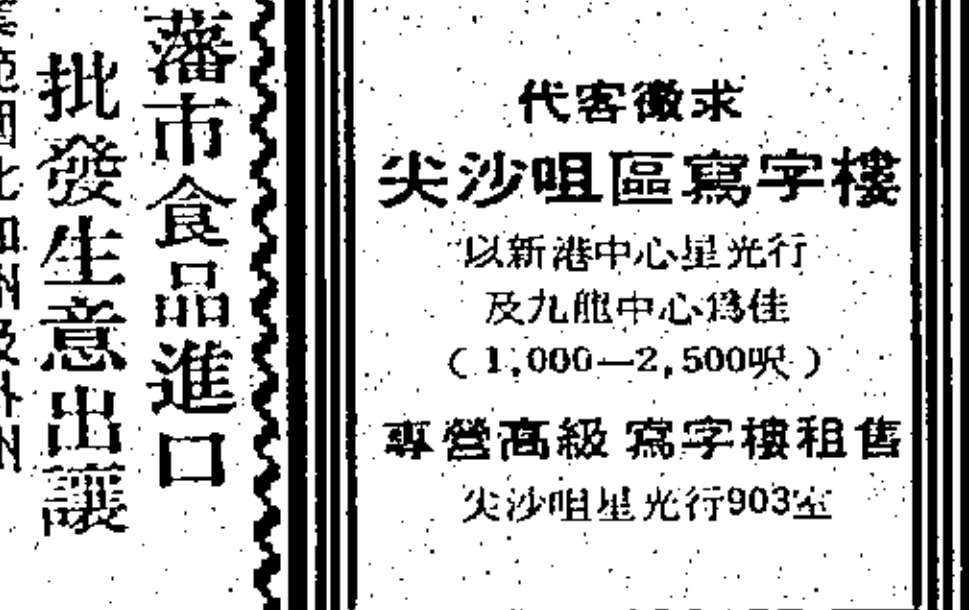 藩市食品進口
批發生意出讓
代客徵求
尖沙咀區寫字樓
以新港中心星光行
及九龍中心為佳
（1,000—2,500呎）
專營高級寫字樓租售
尖沙咀星光行903室